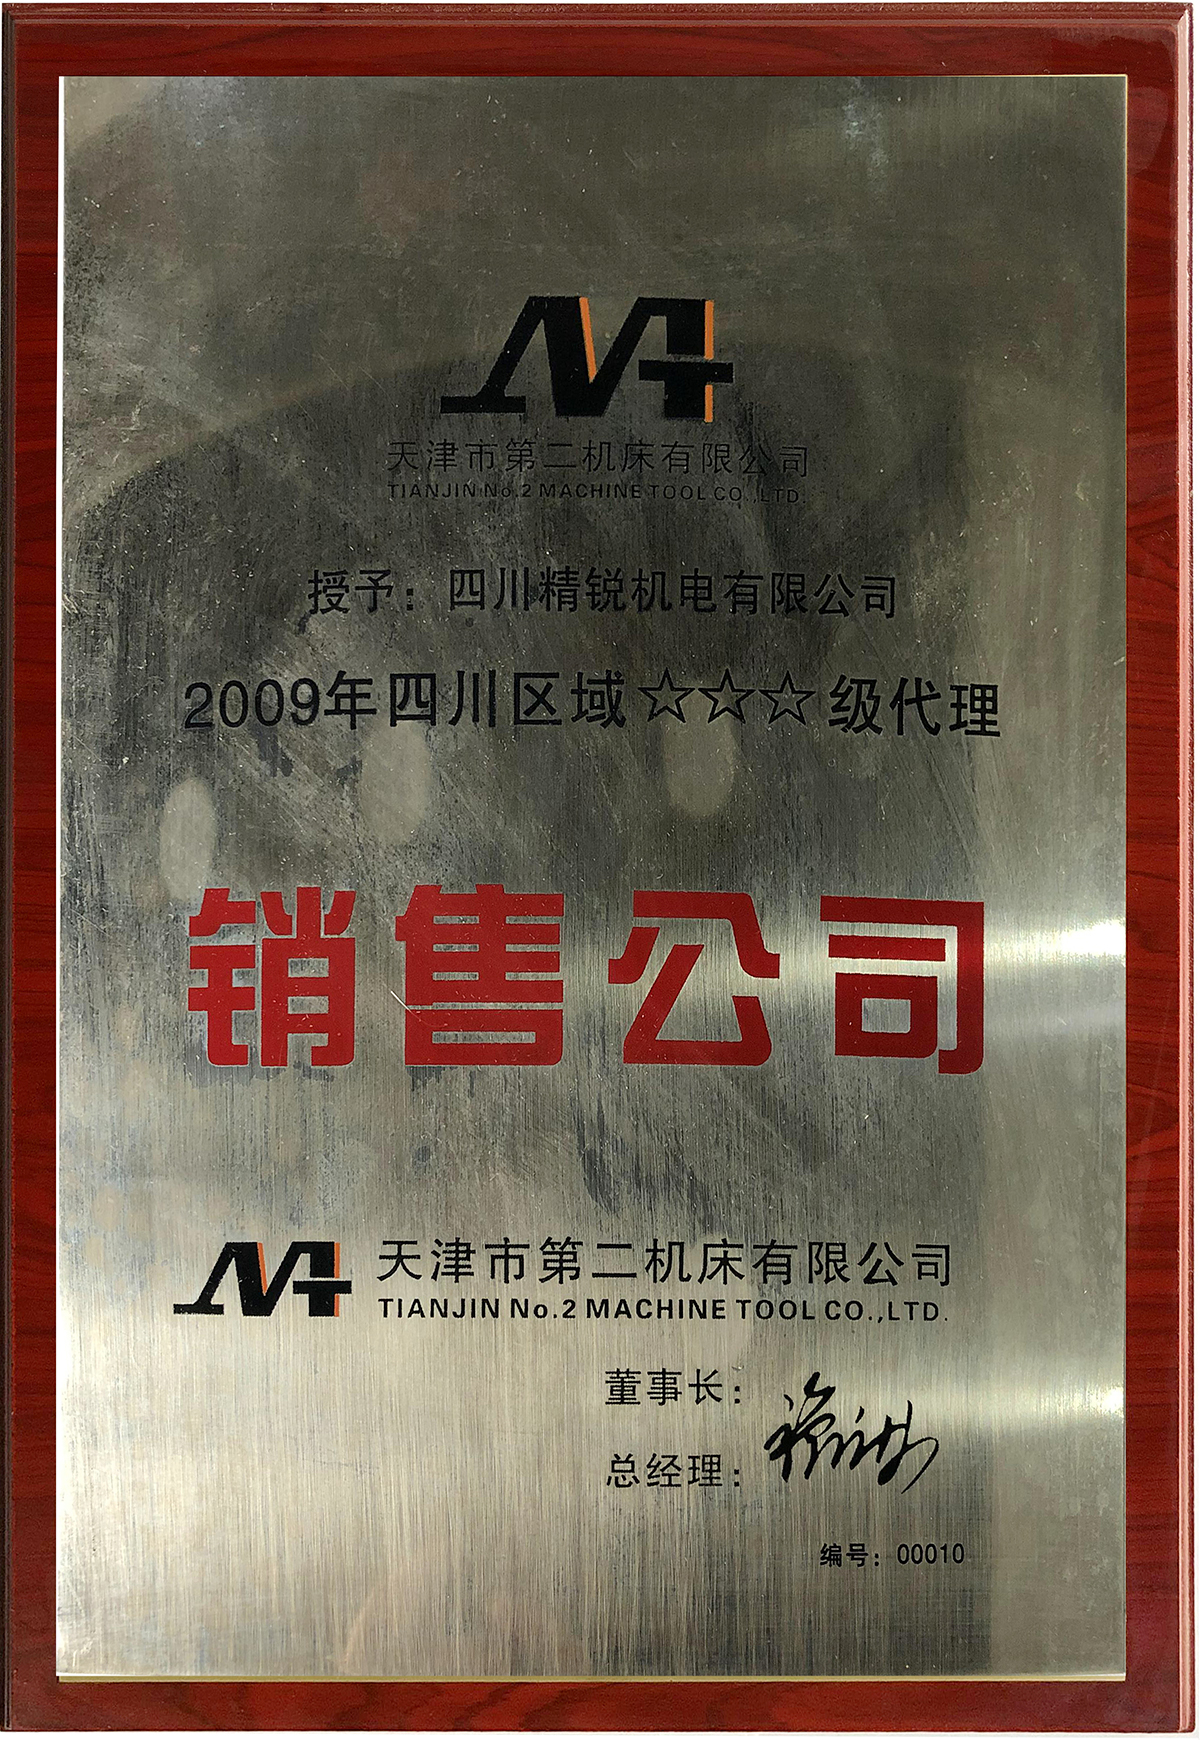 天津市第二机床有限公司
TIANJIN No.2 MACHINE TOOL CO.,LTD.
授予：四川精锐机电有限公司
2009年四川区域☆☆☆级代理
销售公司
天津市第二机床有限公司
TIANJIN No.2 MACHINE TOOL CO.,LTD.
董事长：
总经理：
编号：00010